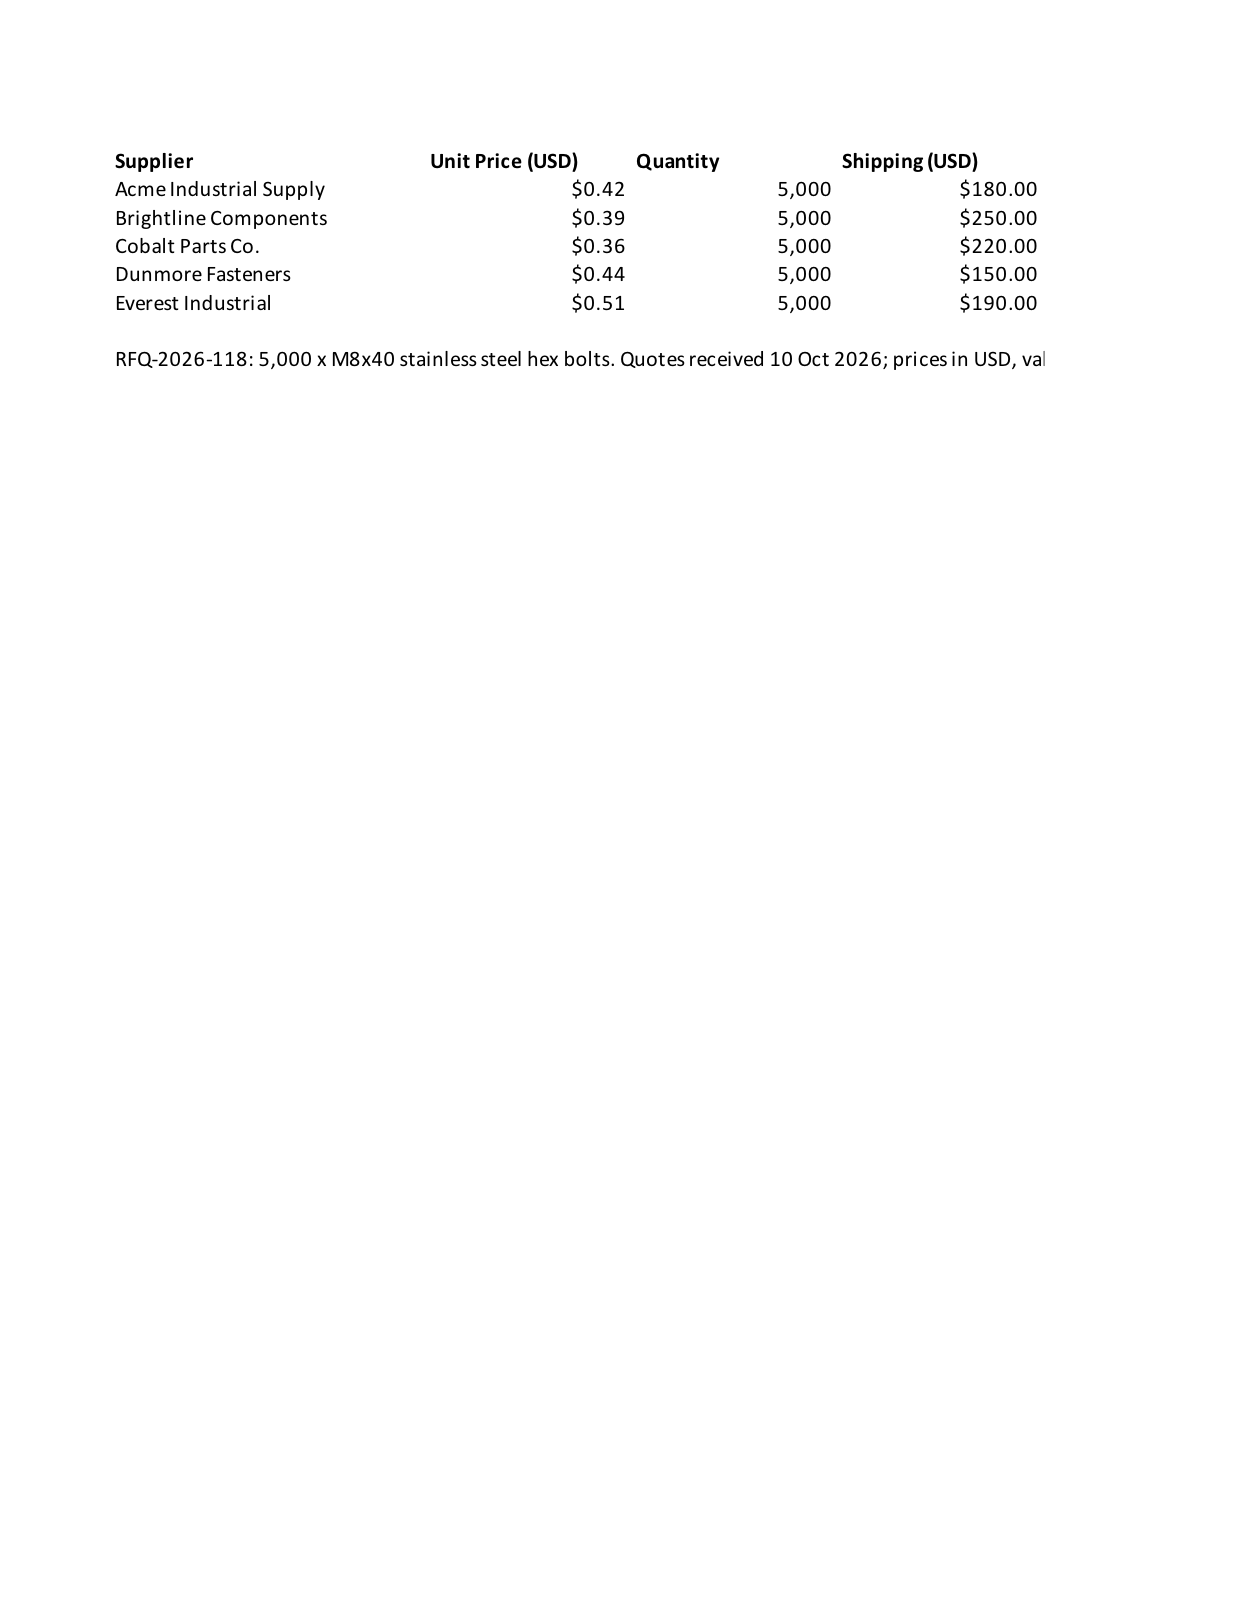 Supplier Unit Price (USD) Quantity Shipping (USD)
Acme Industrial Supply $0.42 5,000 $180.00
Brightline Components $0.39 5,000 $250.00
Cobalt Parts Co. $0.36 5,000 $220.00
Dunmore Fasteners $0.44 5,000 $150.00
Everest Industrial $0.51 5,000 $190.00
RFQ-2026-118: 5,000 x M8x40 stainless steel hex bolts. Quotes received 10 Oct 2026; prices in USD,